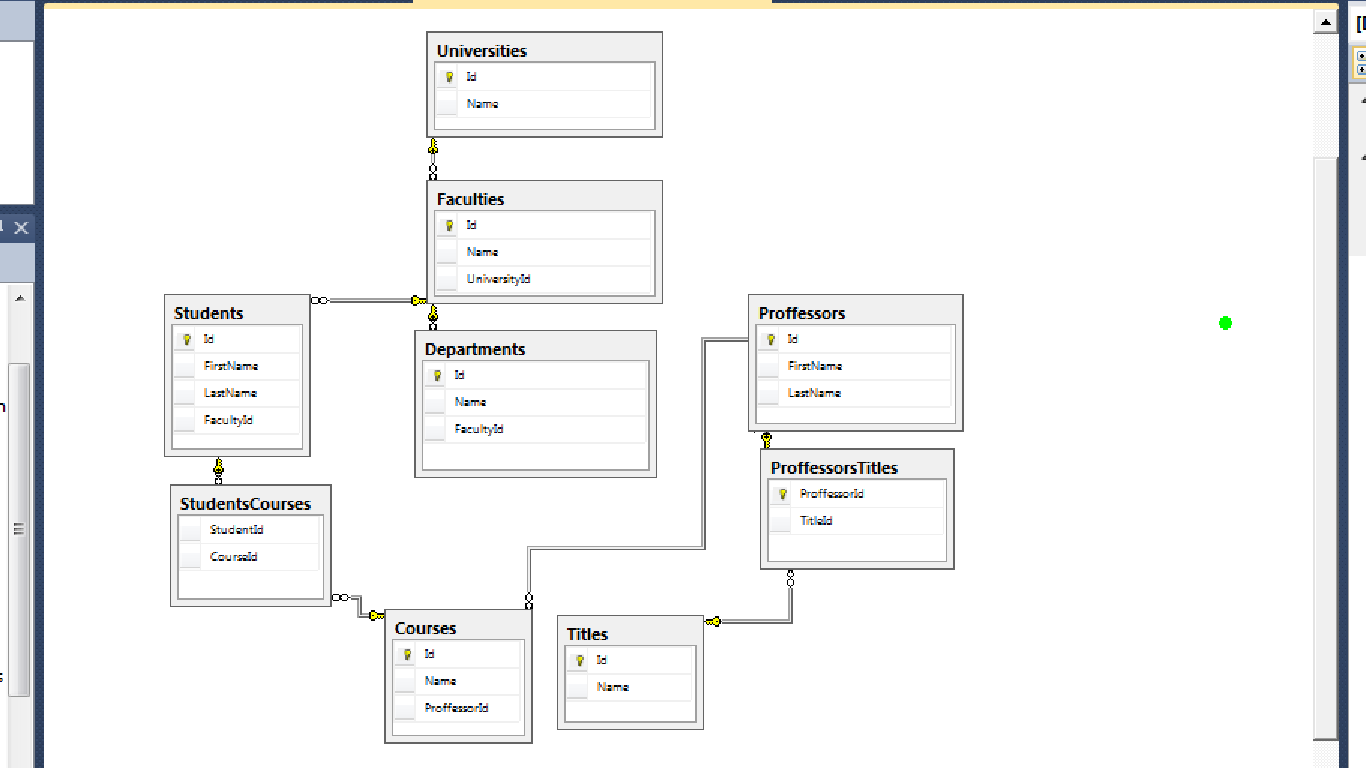 Universities
Id
Name
Faculties
Id
Name
UniversityId
Students
Id
FirstName
LastName
FacultyId
Departments
Id
Name
FacultyId
Proffessors
Id
FirstName
LastName
ProffessorsTitles
ProffessorId
TitleId
StudentsCourses
StudentId
CourseId
Courses
Id
Name
ProffessorId
Titles
Id
Name